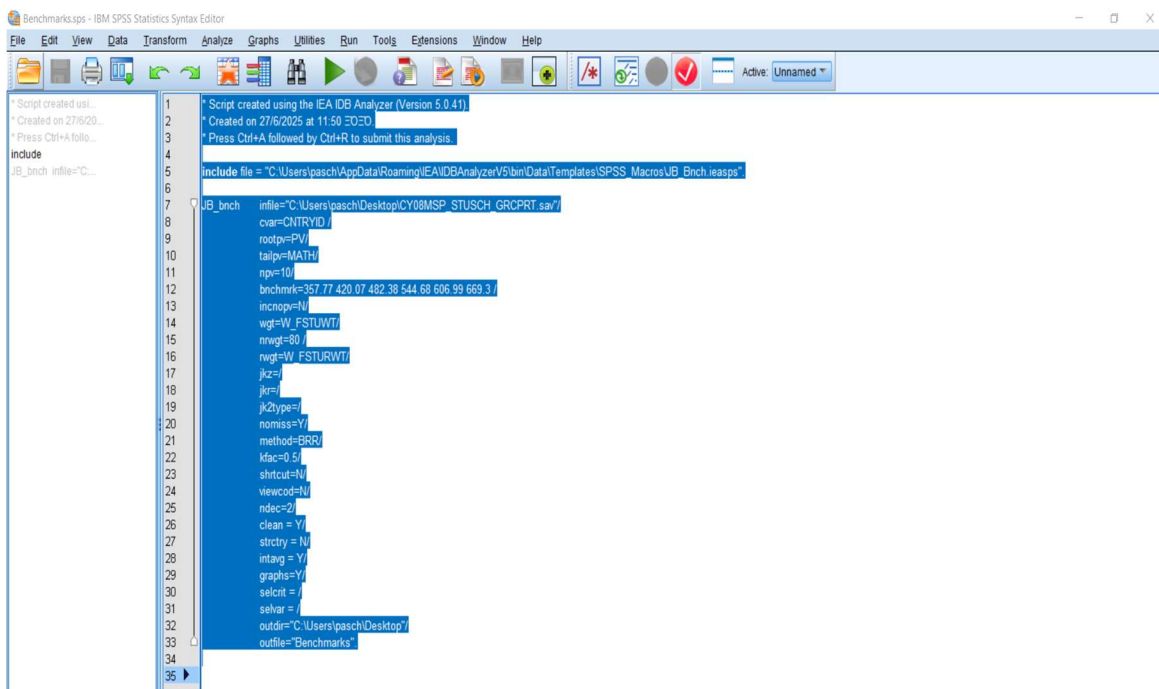 Benchmarks.sps - IBM SPSS Statistics Syntax Editor
File Edit View Data Transform Analyze Graphs Utilities Run Tools Extensions Window Help
Active: Unnamed
* Script created usi...
* Created on 27/6/20...
* Press Ctrl+A follo...
include
JB_bnch infile="C:...
1 * Script created using the IEA IDB Analyzer (Version 5.0.41).
2 * Created on 27/6/2025 at 11:50
3 * Press Ctrl+A followed by Ctrl+R to submit this analysis.
4
5 include file = "C:\Users\pasch\AppData\Roaming\IEA\IDBAnalyzerV5\bin\Data\Templates\SPSS_Macros\JB_Bnch.ieasps".
6
7 JB_bnch infile="C:\Users\pasch\Desktop\CY08MSP_STUSCH_GRCPRT.sav"/
8 cvar=CNTRYID /
9 rootpv=PV/
10 tailpv=MATH/
11 npv=10/
12 bnchmrk=357.77 420.07 482.38 544.68 606.99 669.3 /
13 incnopv=N/
14 wgt=W_FSTUWT/
15 nrwgt=80 /
16 rwgt=W_FSTURWT/
17 jkz=/
18 jkr=/
19 jk2type=/
20 nomiss=Y/
21 method=BRR/
22 kfac=0.5/
23 shrtcut=N/
24 viewcod=N/
25 ndec=2/
26 clean = Y/
27 strctry = N/
28 intavg = Y/
29 graphs=Y/
30 selcrit = /
31 selvar = /
32 outdir="C:\Users\pasch\Desktop"/
33 outfile="Benchmarks".
34
35